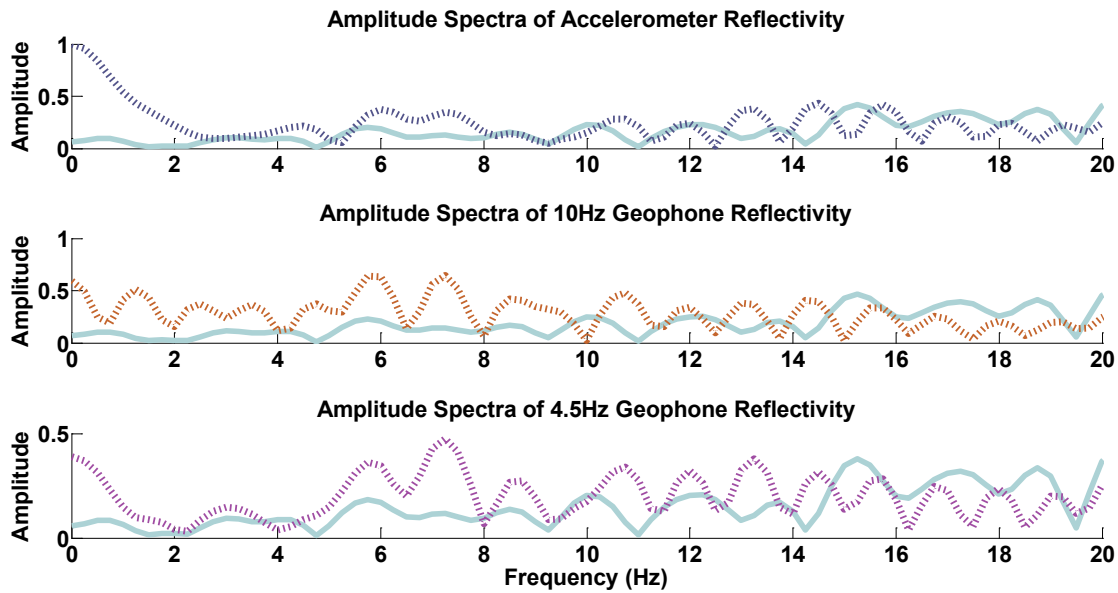 Amplitude Spectra of Accelerometer Reflectivity
Amplitude
1
0.5
0
0 2 4 6 8 10 12 14 16 18 20
Amplitude Spectra of 10Hz Geophone Reflectivity
Amplitude
1
0.5
0
0 2 4 6 8 10 12 14 16 18 20
Amplitude Spectra of 4.5Hz Geophone Reflectivity
Amplitude
0.5
0
0 2 4 6 8 10 12 14 16 18 20
Frequency (Hz)